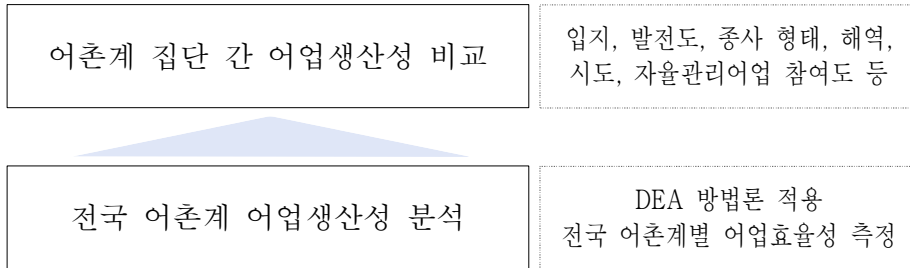 어촌계 집단 간 어업생산성 비교
입지, 발전도, 종사 형태, 해역,
시도, 자율관리어업 참여도 등
전국 어촌계 어업생산성 분석
DEA 방법론 적용
전국 어촌계별 어업효율성 측정